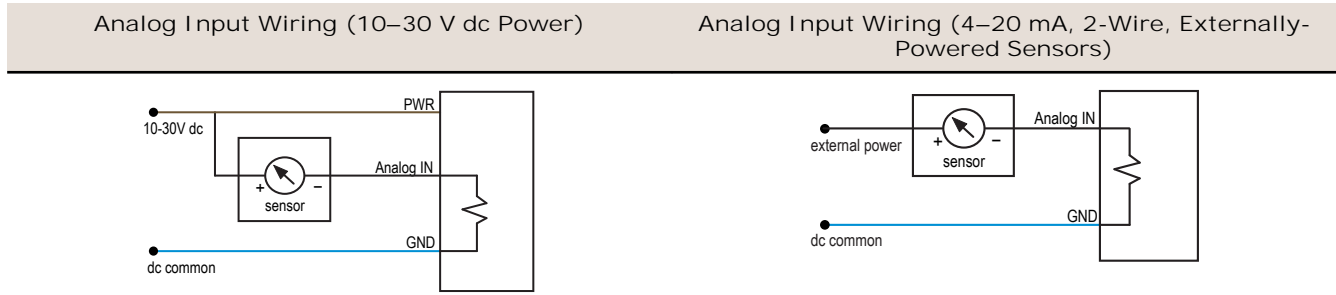 Analog Input Wiring (10–30 V dc Power)
Analog Input Wiring (4–20 mA, 2-Wire, Externally-
Powered Sensors)
PWR
10-30V dc
Analog IN
+ –
sensor
GND
dc common
Analog IN
external power
+ –
sensor
GND
dc common